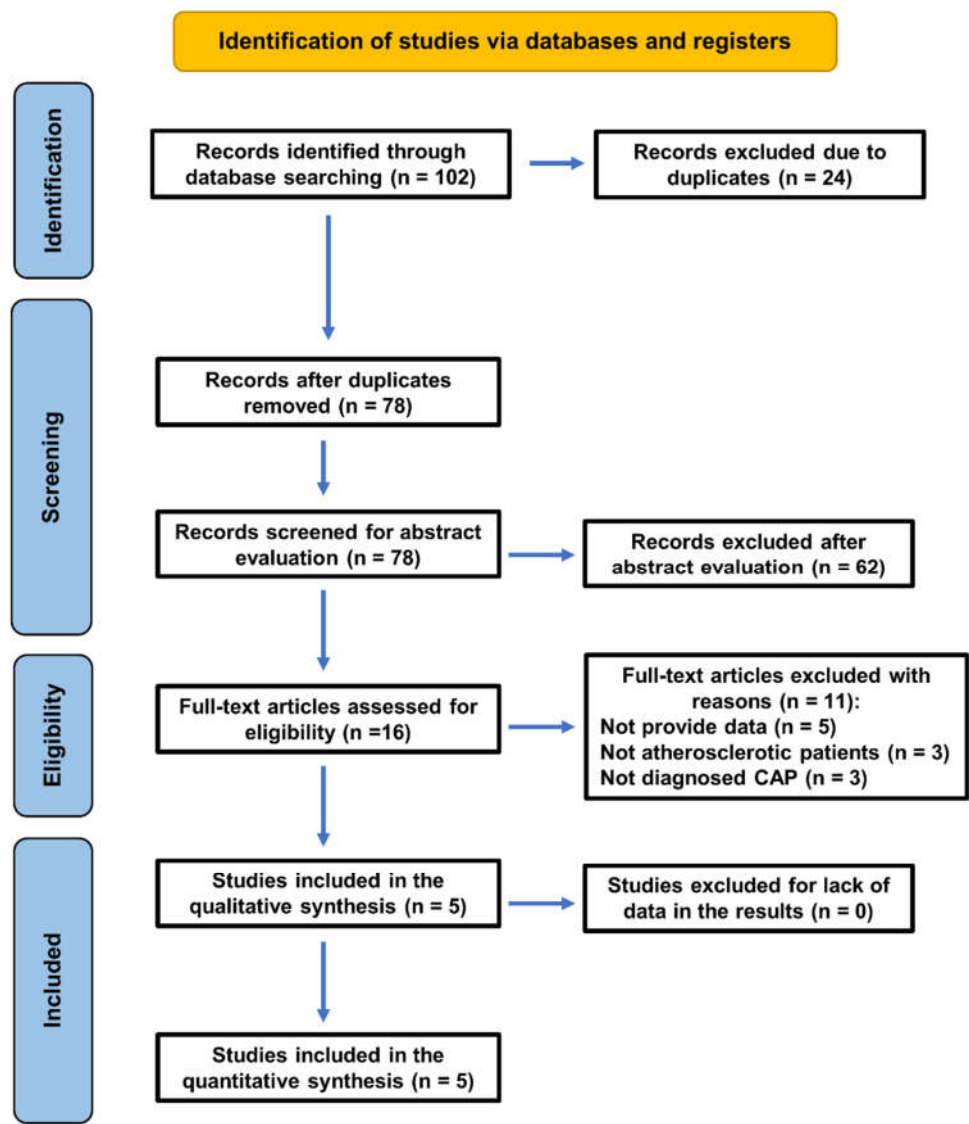 Identification of studies via databases and registers
Identification
Records identified through
database searching (n = 102)
Records excluded due to
duplicates (n = 24)
Screening
Records after duplicates
removed (n = 78)
Records screened for abstract
evaluation (n = 78)
Records excluded after
abstract evaluation (n = 62)
Eligibility
Full-text articles assessed for
eligibility (n =16)
Full-text articles excluded with
reasons (n = 11):
Not provide data (n = 5)
Not atherosclerotic patients (n = 3)
Not diagnosed CAP (n = 3)
Included
Studies included in the
qualitative synthesis (n = 5)
Studies excluded for lack of
data in the results (n = 0)
Studies included in the
quantitative synthesis (n = 5)